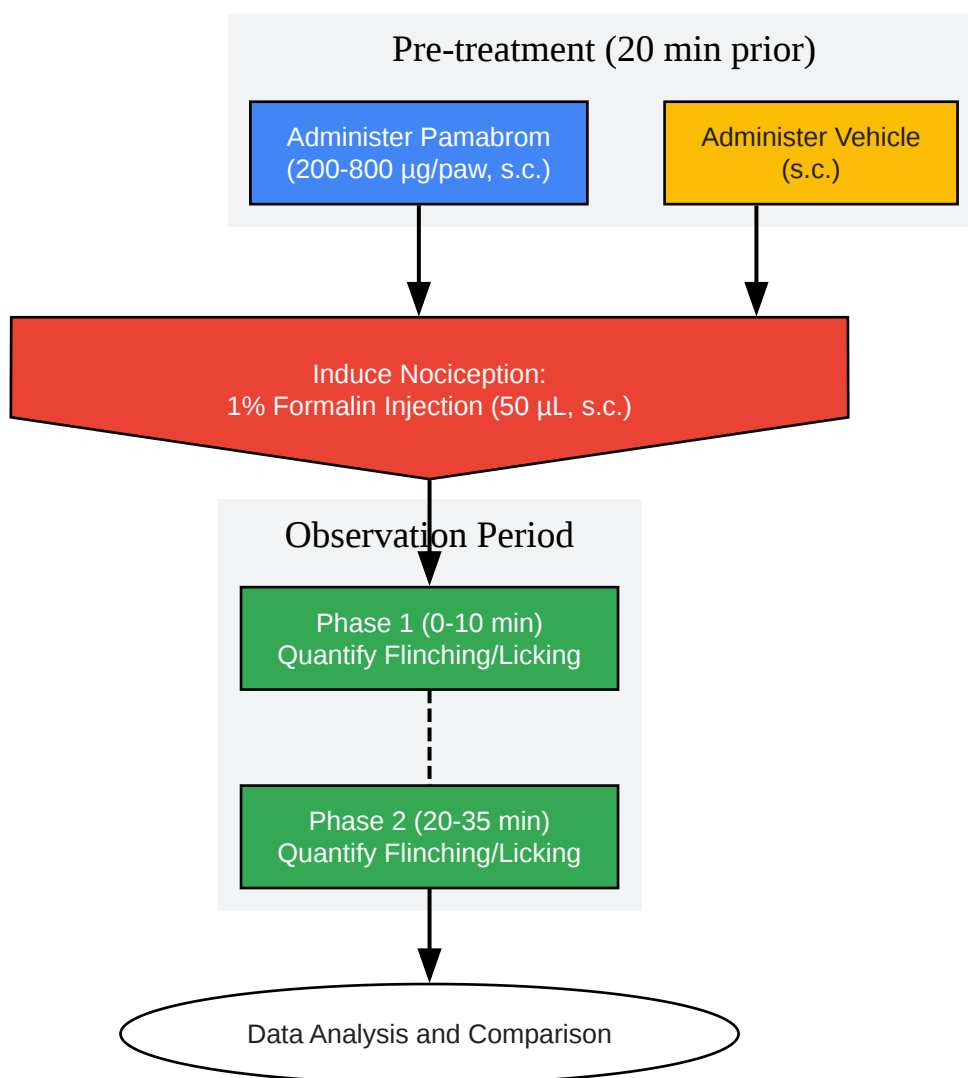 Pre-treatment (20 min prior)
Administer Pamabrom
(200-800 µg/paw, s.c.)
Administer Vehicle
(s.c.)
Induce Nociception:
1% Formalin Injection (50 µL, s.c.)
Observation Period
Phase 1 (0-10 min)
Quantify Flinching/Licking
Phase 2 (20-35 min)
Quantify Flinching/Licking
Data Analysis and Comparison